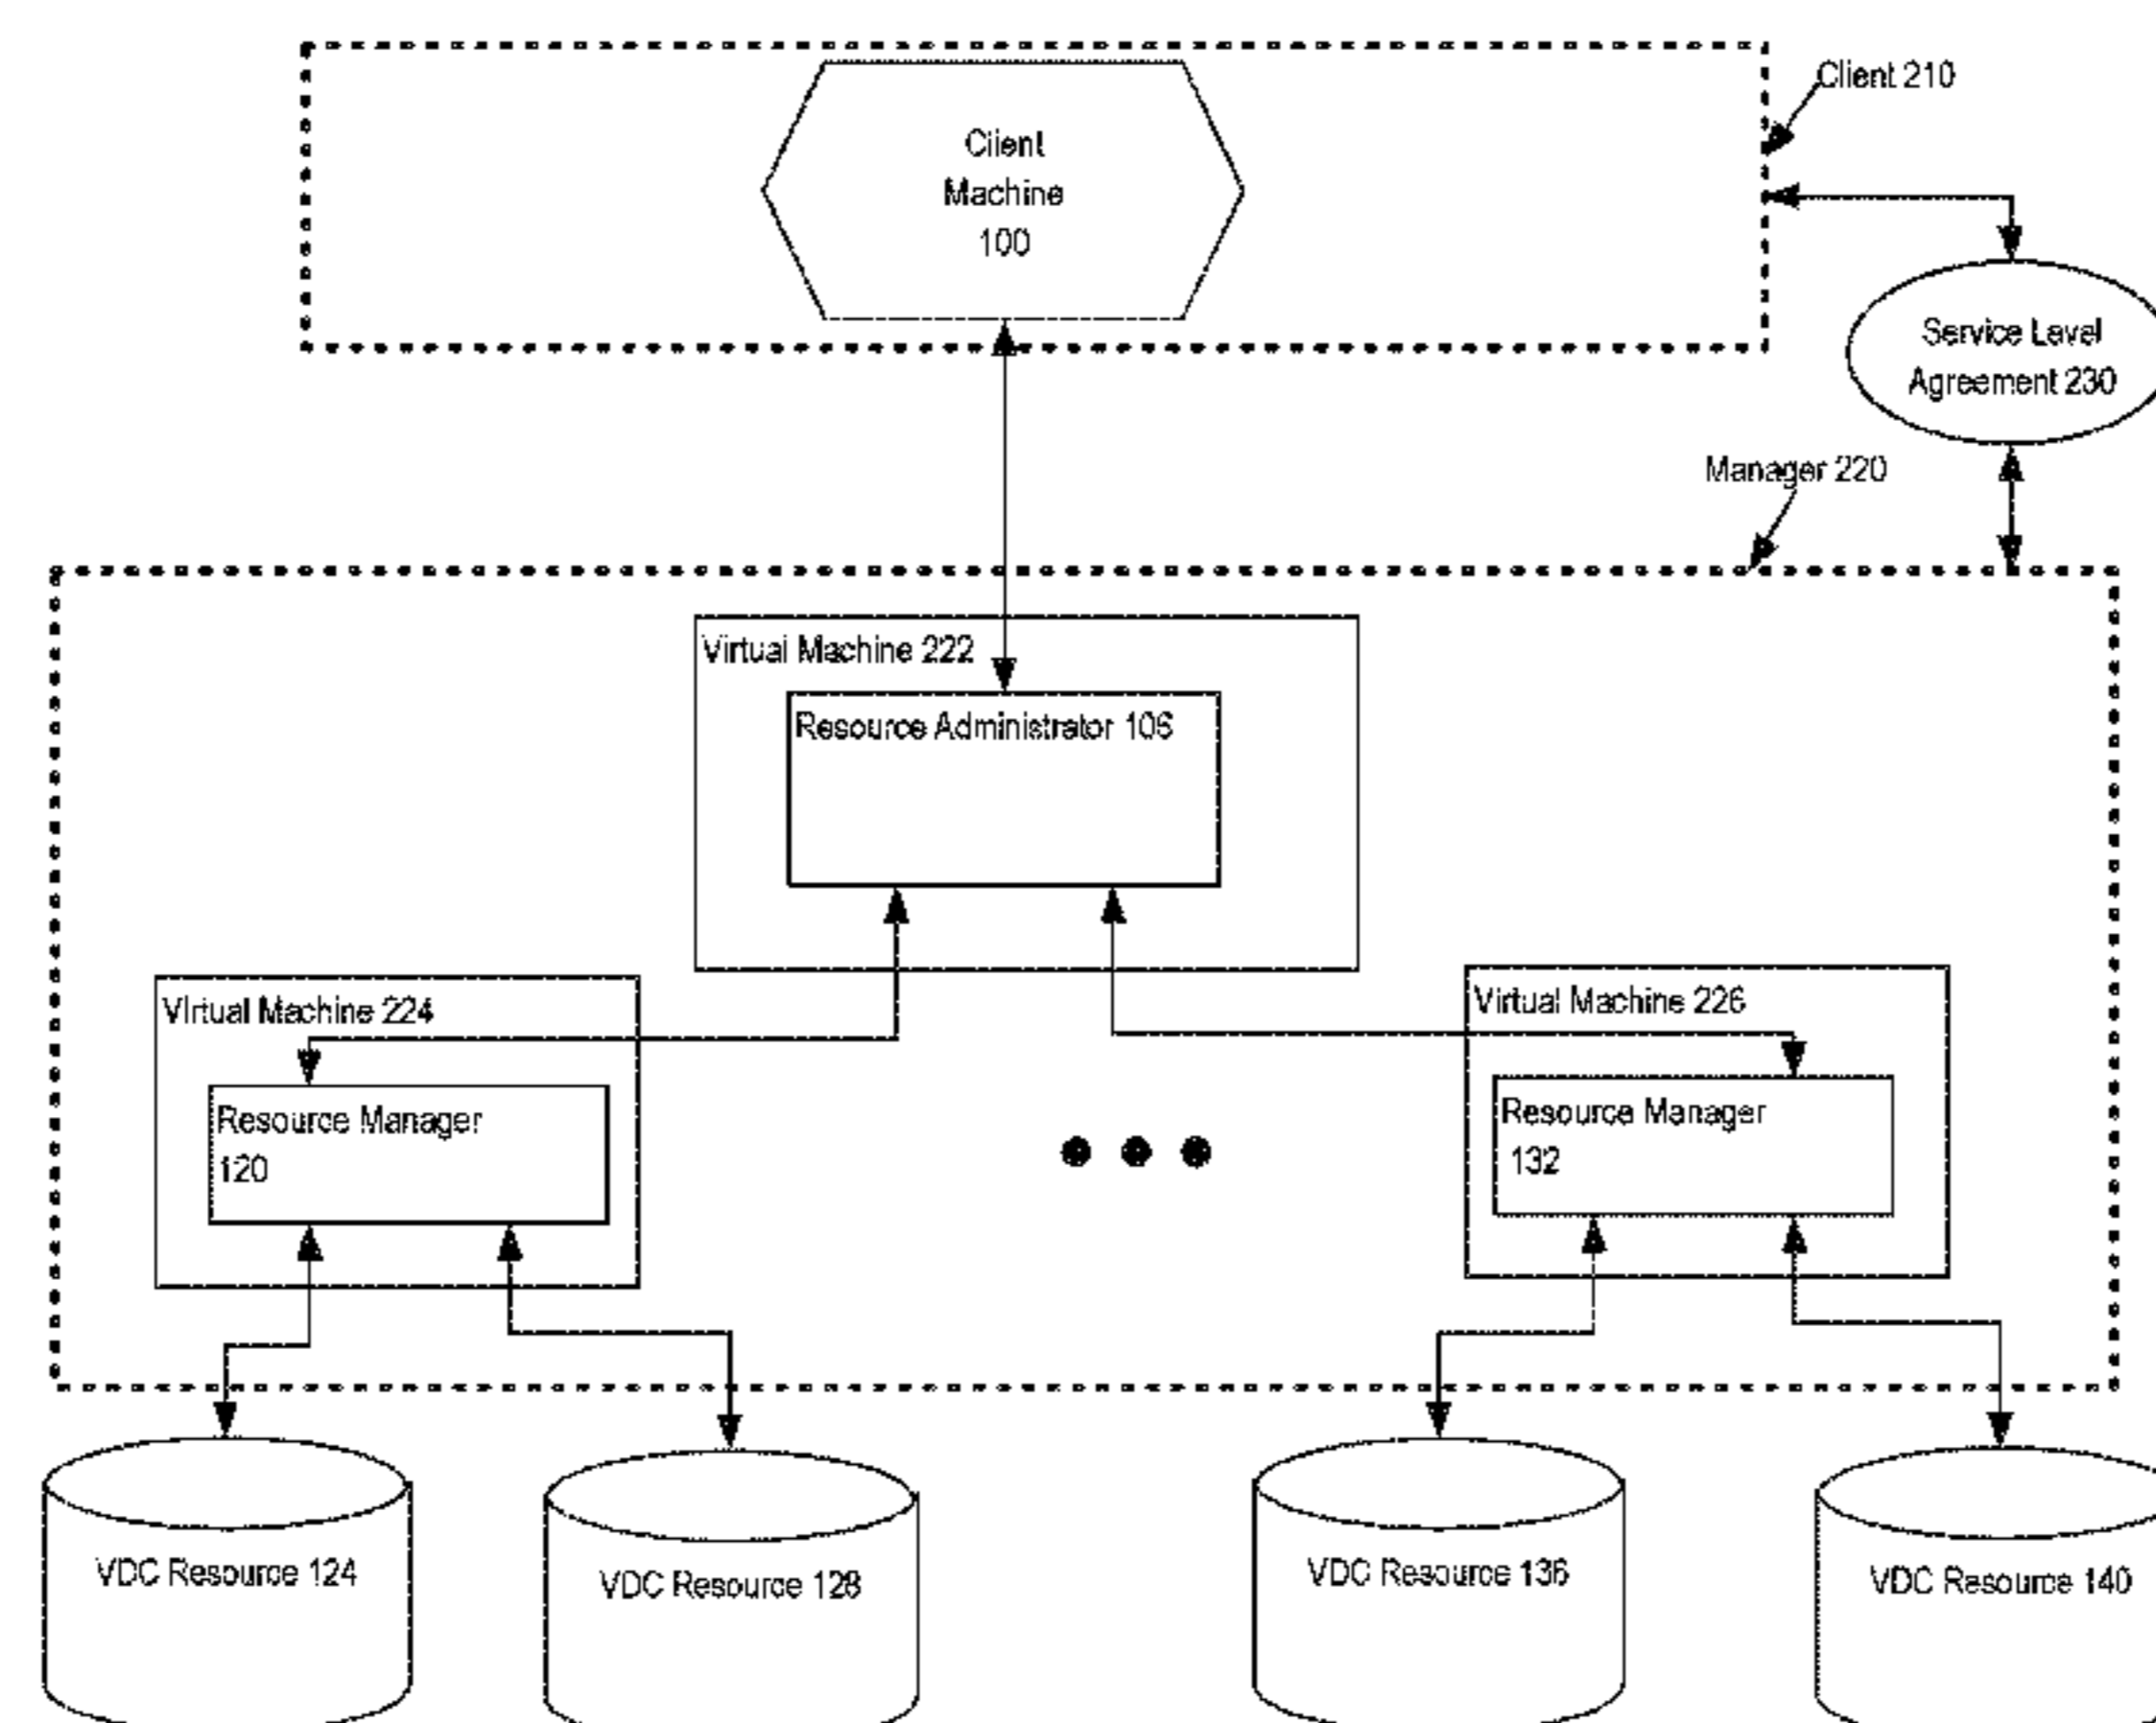 Client 210
Client
Machine
100
Service Level
Agreement 230
Manager 220
Virtual Machine 222
Resource Administrator 106
Virtual Machine 224
Virtual Machine 226
Resource Manager
120
Resource Manager
132
VDC Resource 124
VDC Resource 128
VDC Resource 136
VDC Resource 140